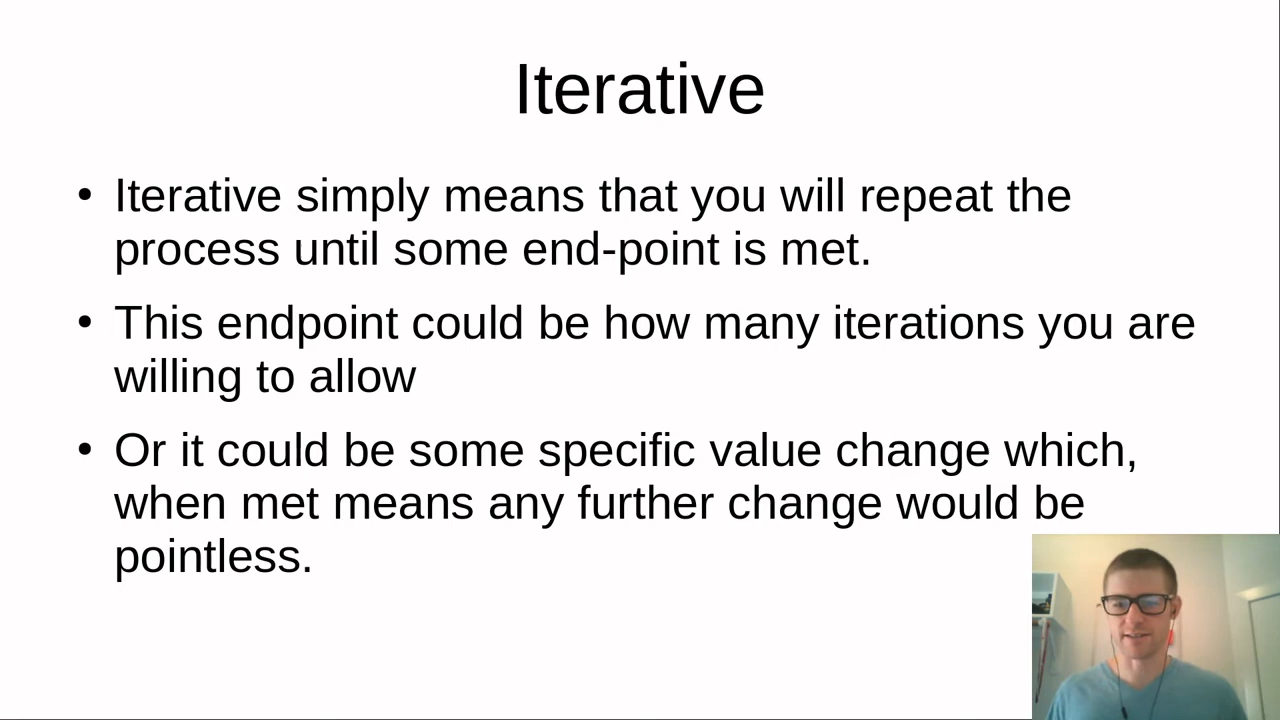 Iterative
• Iterative simply means that you will repeat the
process until some end-point is met.
• This endpoint could be how many iterations you are
willing to allow
• Or it could be some specific value change which,
when met means any further change would be
pointless.